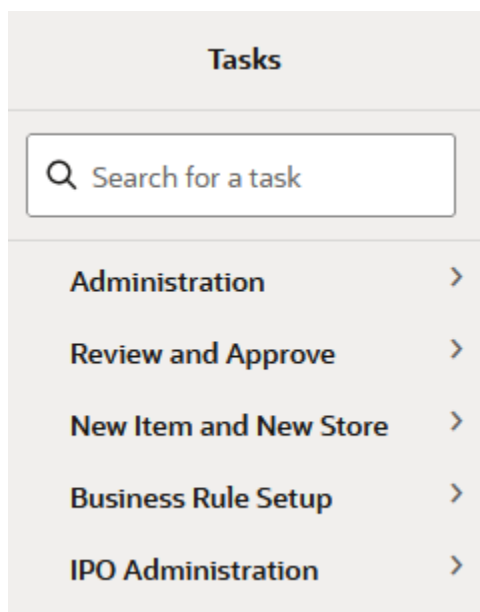 Tasks
Search for a task
Administration
Review and Approve
New Item and New Store
Business Rule Setup
IPO Administration